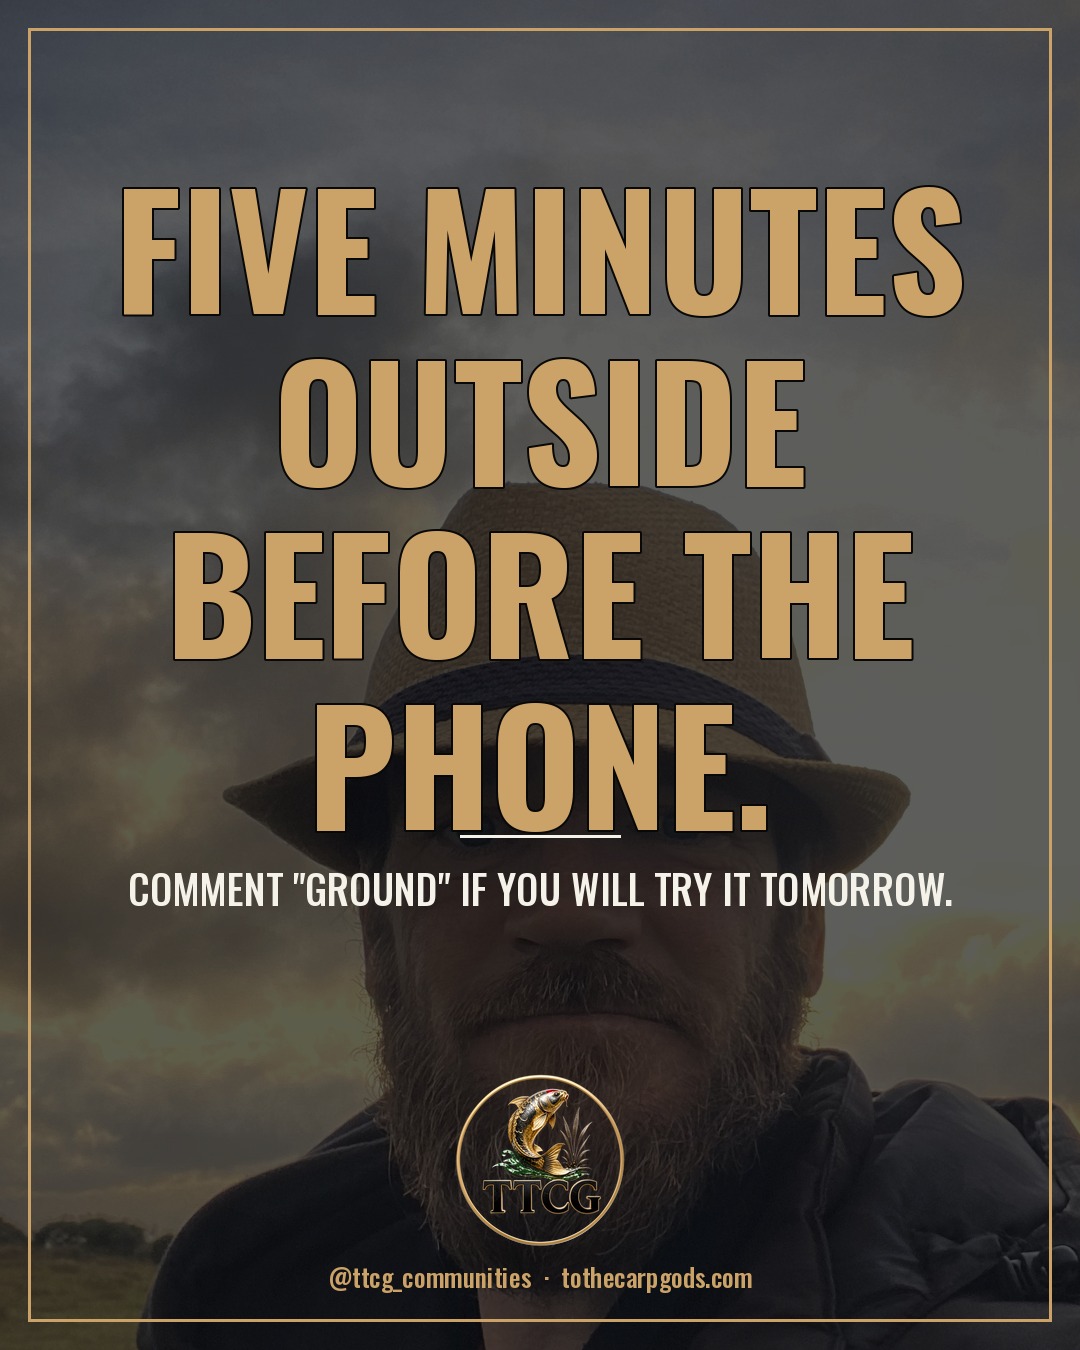 FIVE MINUTES
OUTSIDE
BEFORE THE
PHONE.
COMMENT "GROUND" IF YOU WILL TRY IT TOMORROW.
TTCG
@ttcg_communities · tothecarpgods.com